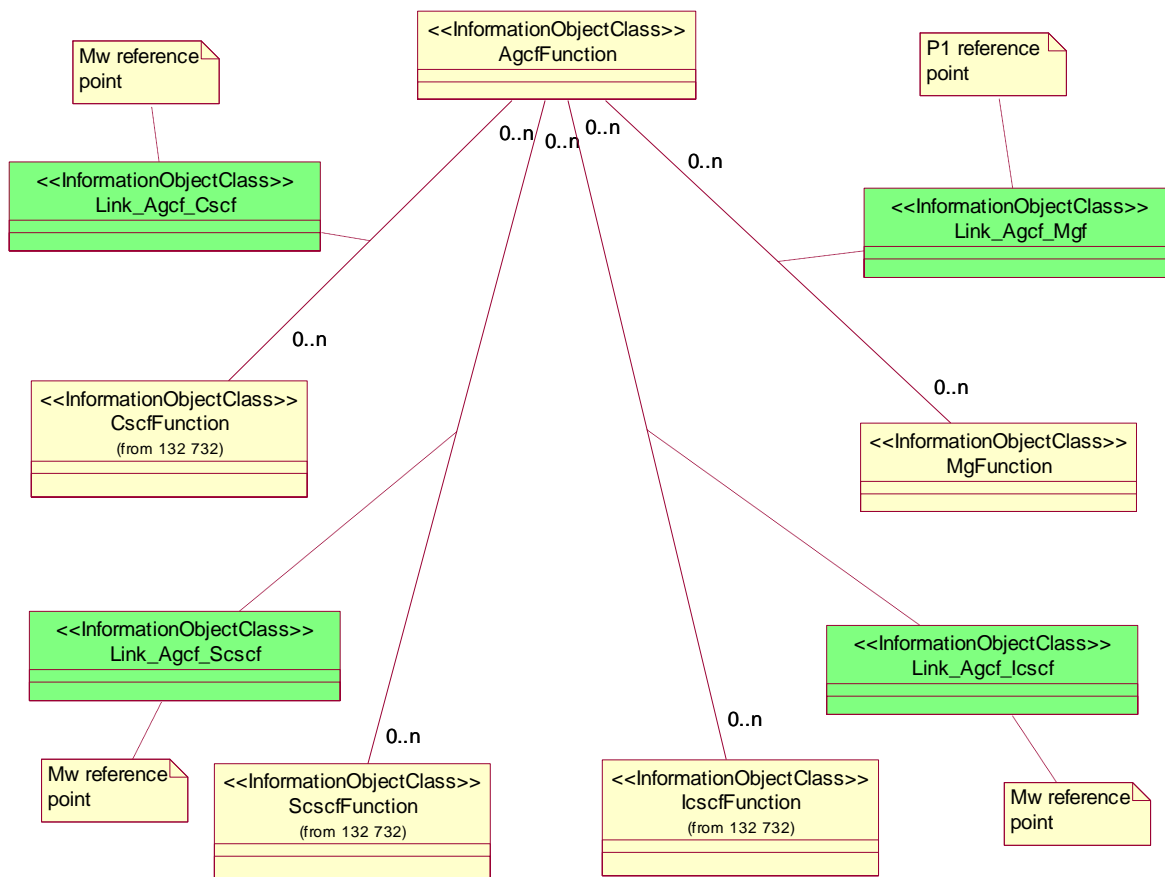 <<InformationObjectClass>>
AgcfFunction
Mw reference
point
P1 reference
point
0..n
0..n
0..n
0..n
0..n
<<InformationObjectClass>>
Link_Agcf_Cscf
<<InformationObjectClass>>
Link_Agcf_Mgf
0..n
0..n
<<InformationObjectClass>>
CscfFunction
(from 132 732)
<<InformationObjectClass>>
MgFunction
<<InformationObjectClass>>
Link_Agcf_Scscf
<<InformationObjectClass>>
Link_Agcf_Icscf
0..n
0..n
Mw reference
point
<<InformationObjectClass>>
ScscfFunction
(from 132 732)
<<InformationObjectClass>>
IcscfFunction
(from 132 732)
Mw reference
point